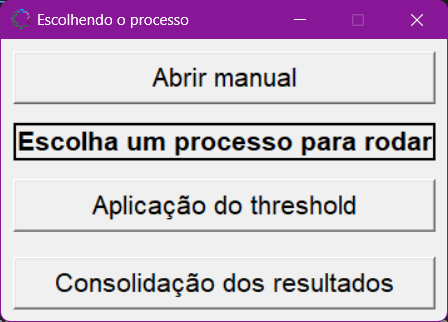 Escolhendo o processo
Abrir manual
Escolha um processo para rodar
Aplicação do threshold
Consolidação dos resultados